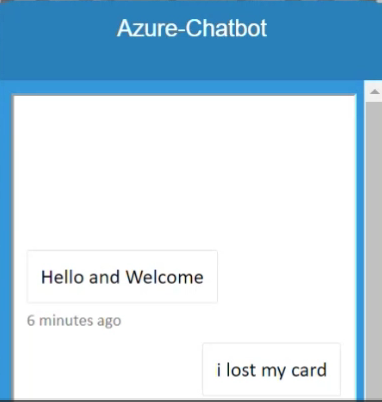 Azure-Chatbot
Hello and Welcome
6 minutes ago
i lost my card